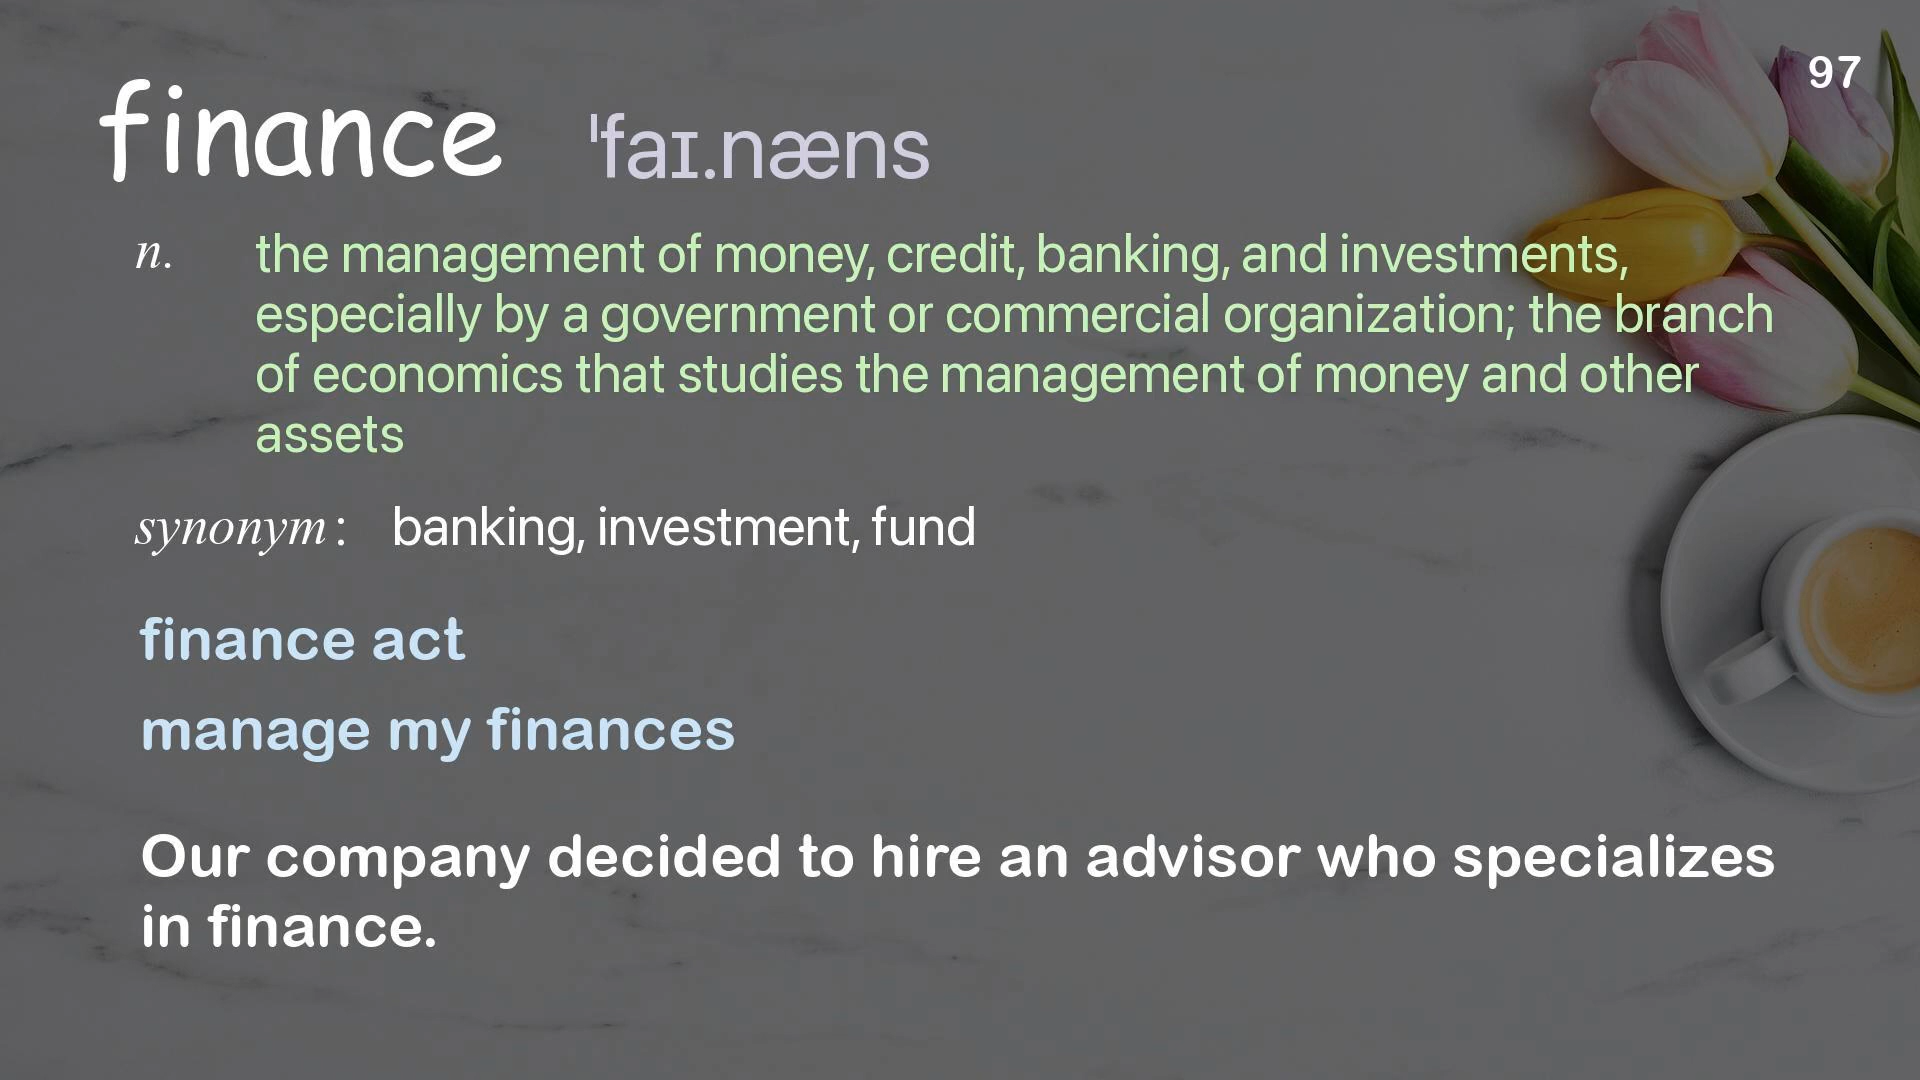 97
finance ˈfaɪ.næns
n. the management of money, credit, banking, and investments,
especially by a government or commercial organization; the branch
of economics that studies the management of money and other
assets
synonym: banking, investment, fund
finance act
manage my finances
Our company decided to hire an advisor who specializes
in finance.